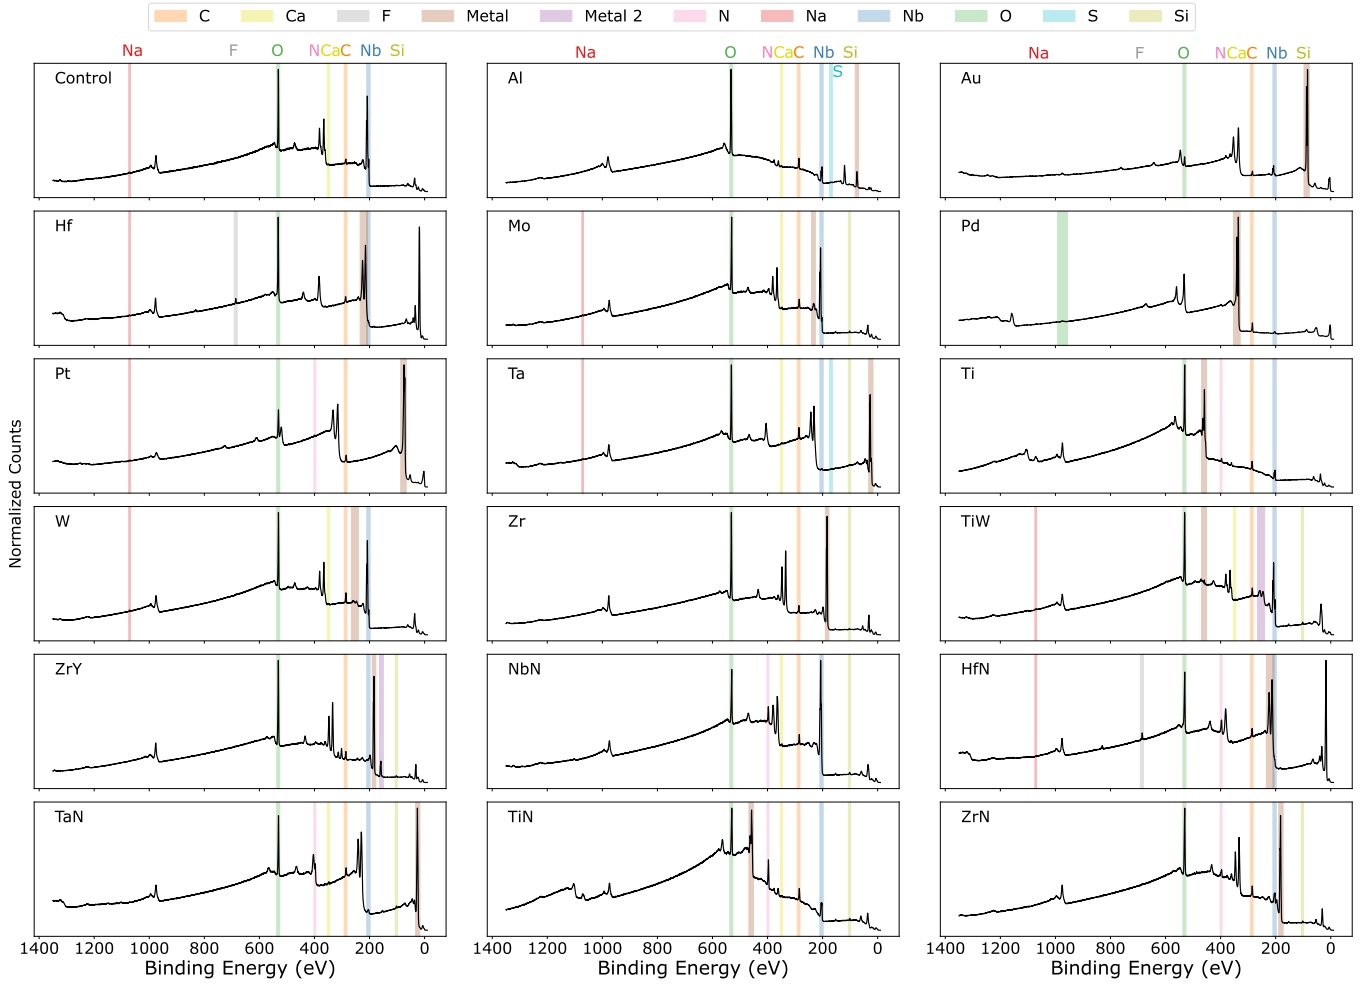 C Ca F Metal Metal 2 N Na Nb O S Si
Na F O N Ca C Nb Si
Na O Ca C Nb S Si
Na F O N Ca C Nb Si
Control
Al
Au
Hf
Mo
Pd
Pt
Ta
Ti
W
Zr
TiW
ZrY
NbN
HfN
TaN
TiN
ZrN
Normalized Counts
1400 1200 1000 800 600 400 200 0
1400 1200 1000 800 600 400 200 0
1400 1200 1000 800 600 400 200 0
Binding Energy (eV)
Binding Energy (eV)
Binding Energy (eV)